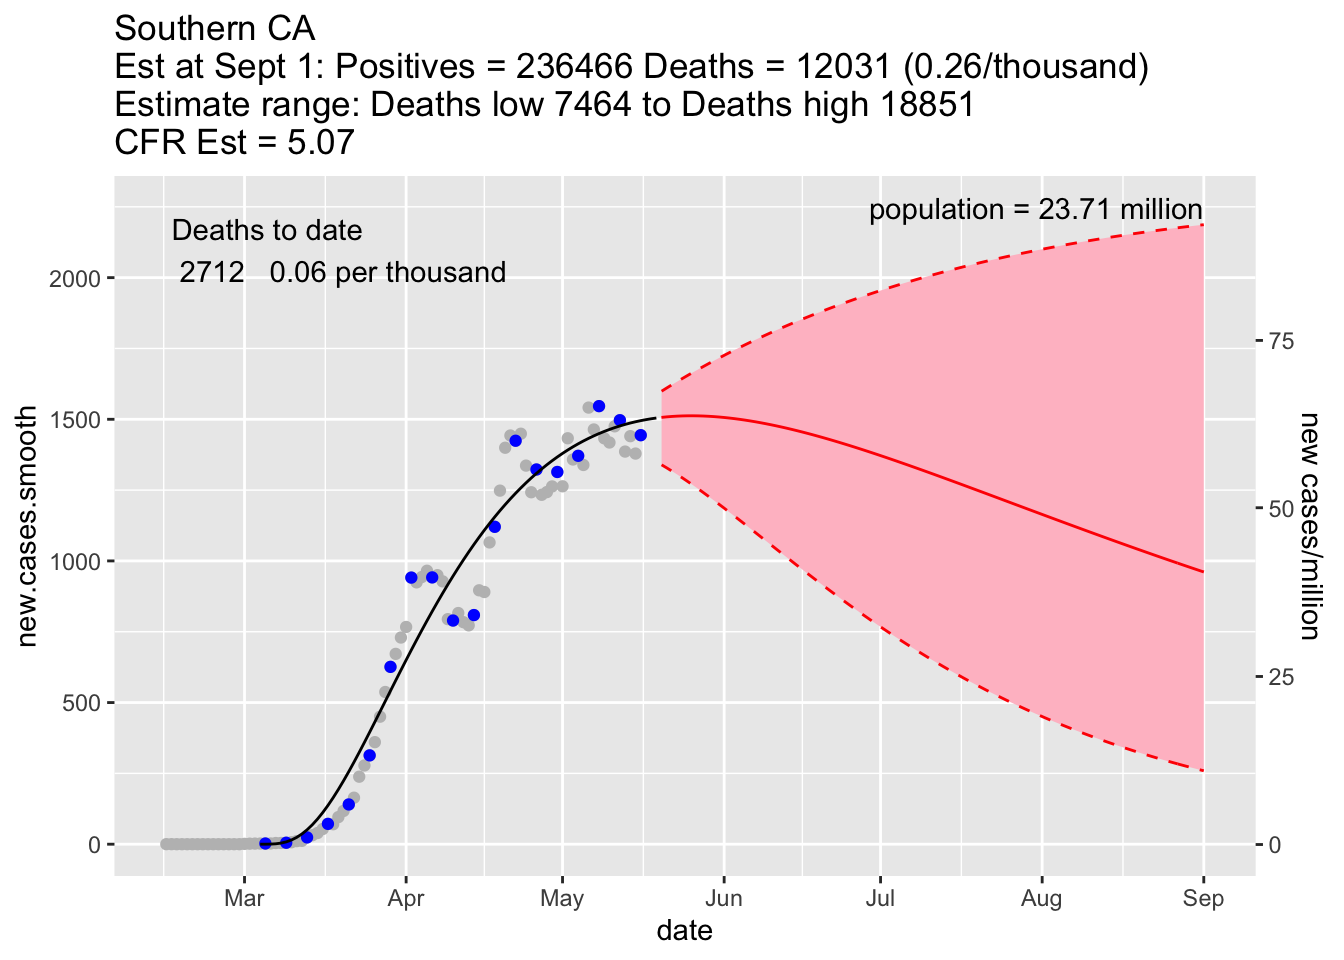 Southern CA
Est at Sept 1: Positives = 236466 Deaths = 12031 (0.26/thousand)
Estimate range: Deaths low 7464 to Deaths high 18851
CFR Est = 5.07
population = 23.71 million
Deaths to date
2712 0.06 per thousand
2000
1500
1000
500
0
new.cases.smooth
75
50
25
0
new cases/million
Mar Apr May Jun Jul Aug Sep
date